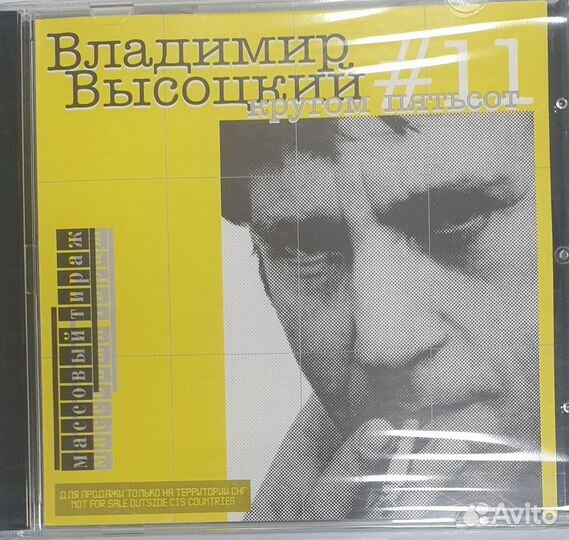 Владимир
Высоцкий
#11
кругом пятьсот
массовый тираж
ДЛЯ ПРОДАЖИ ТОЛЬКО НА ТЕРРИТОРИЙ СНГ
NOT FOR SALE OUTSIDE CIS COUNTRIES
Avito